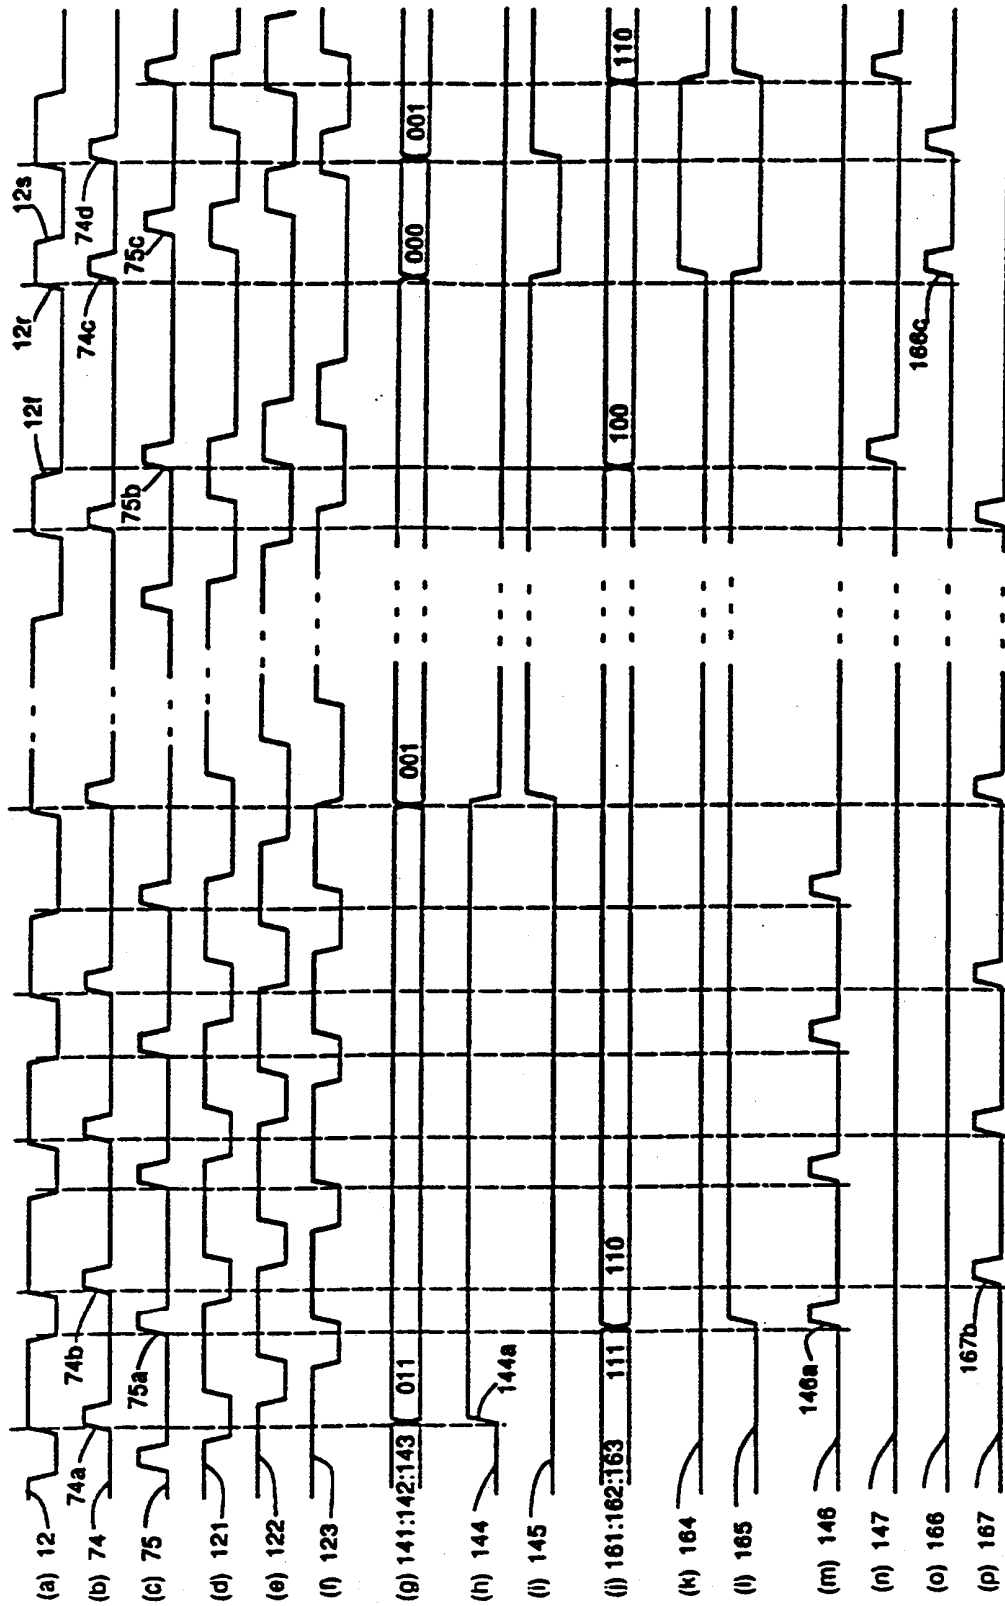 (a) 12 12f 12r 12s
(b) 74 74a 74b 74c 74d
(c) 75 75a 75b 75c
(d) 121
(e) 122
(f) 123
(g) 141:142:143 011 001 000 001
(h) 144 144a
(i) 145
(j) 161:162:163 111 110 100 110
(k) 164
(l) 165
(m) 146 146a
(n) 147
(o) 166 166c
(p) 167 167b